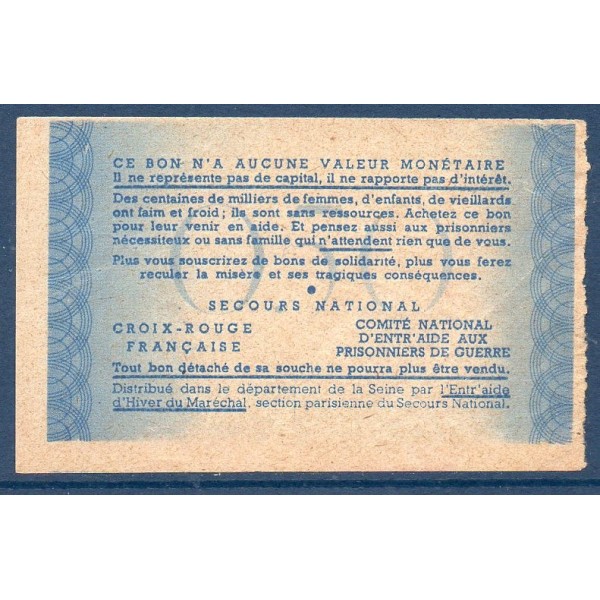 CE BON N'A AUCUNE VALEUR MONÉTAIRE
Il ne représente pas de capital, il ne rapporte pas d'intérêt.
Des centaines de milliers de femmes, d'enfants, de vieillards
ont faim et froid; ils sont sans ressources. Achetez ce bon
pour leur venir en aide. Et pensez aussi aux prisonniers
nécessiteux ou sans famille qui n'attendent rien que de vous.
Plus vous souscrirez de bons de solidarité, plus vous ferez
reculer la misère et ses tragiques conséquences.
SECOURS NATIONAL
CROIX-ROUGE
FRANÇAISE
COMITÉ NATIONAL
D'ENTR'AIDE AUX
PRISONNIERS DE GUERRE
Tout bon détaché de sa souche ne pourra plus être vendu.
Distribué dans le département de la Seine par l'Entr'aide
d'Hiver du Maréchal, section parisienne du Secours National.